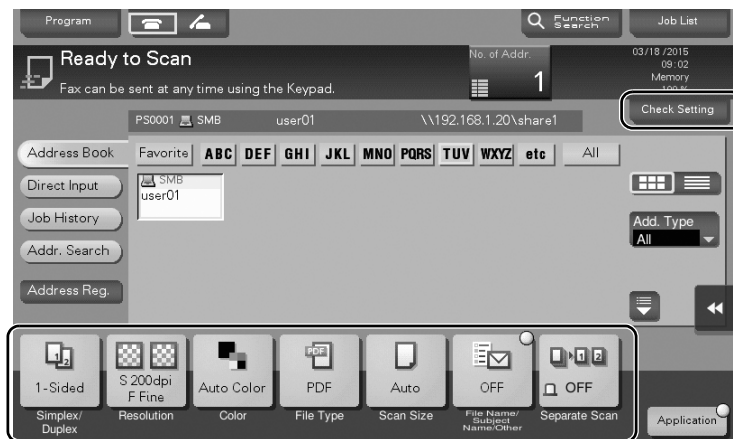 Program
Function
Search
Job List
Ready to Scan
No. of Addr.
1
03/18/2015
09:02
Memory
100 %
Fax can be sent at any time using the Keypad.
Check Setting
PS0001 SMB user01 \\192.168.1.20\share1
Address Book
Favorite ABC DEF GHI JKL MNO PQRS TUV WXYZ etc All
SMB
user01
Direct Input
Job History
Add. Type
All
Addr. Search
Address Reg.
1-Sided
S 200dpi
F Fine
Auto Color
PDF
PDF
Auto
OFF
OFF
Simplex/
Duplex
Resolution
Color
File Type
Scan Size
File Name/
Subject
Name/Other
Separate Scan
Application